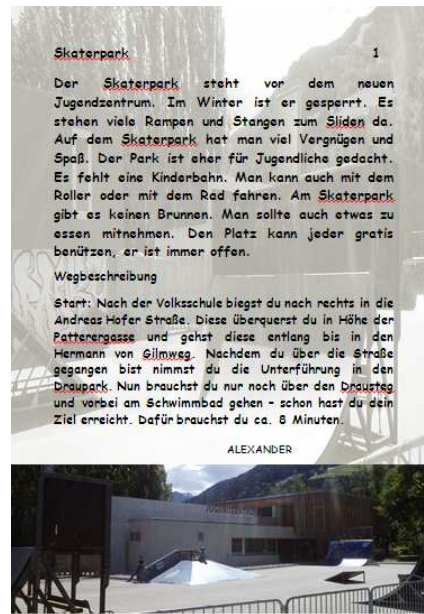 Skaterpark 1
Der Skaterpark steht vor dem neuen
Jugendzentrum. Im Winter ist er gesperrt. Es
stehen viele Rampen und Stangen zum Sliden da.
Auf dem Skaterpark hat man viel Vergnügen und
Spaß. Der Park ist eher für Jugendliche gedacht.
Es fehlt eine Kinderbahn. Man kann auch mit dem
Roller oder mit dem Rad fahren. Am Skaterpark
gibt es keinen Brunnen. Man sollte auch etwas zu
essen mitnehmen. Den Platz kann jeder gratis
benützen, er ist immer offen.
Wegbeschreibung
Start: Nach der Volksschule biegst du nach rechts in die
Andreas Hofer Straße. Diese überquerst du in Höhe der
Patterergasse und gehst diese entlang bis in den
Hermann von Gilmweg. Nachdem du über die Straße
gegangen bist nimmst du die Unterführung in den
Draupark. Nun brauchst du nur noch über den Drausteg
und vorbei am Schwimmbad gehen – schon hast du dein
Ziel erreicht. Dafür brauchst du ca. 8 Minuten.
ALEXANDER
JUGENDZENTRUM